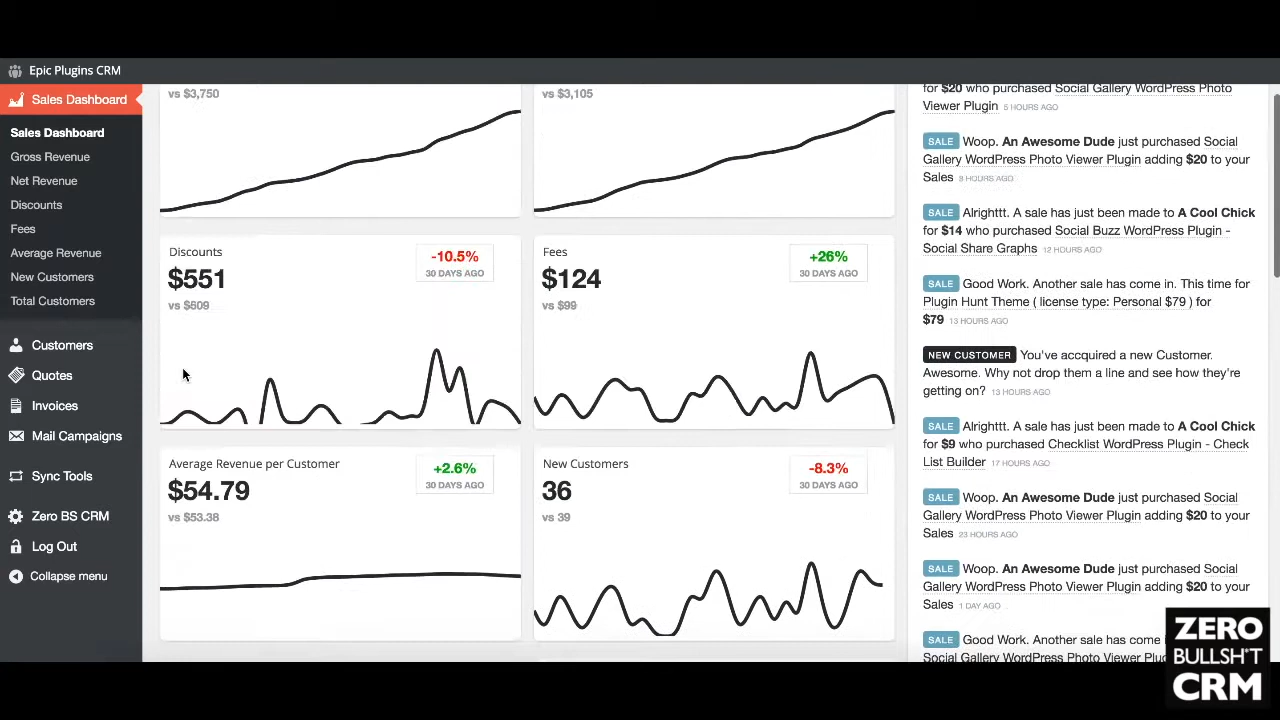 Epic Plugins CRM
Sales Dashboard
Sales Dashboard
Gross Revenue
Net Revenue
Discounts
Fees
Average Revenue
New Customers
Total Customers
Customers
Quotes
Invoices
Mail Campaigns
Sync Tools
Zero BS CRM
Log Out
Collapse menu
vs $3,750
vs $3,105
Discounts
$551
vs $609
-10.5%
30 DAYS AGO
Fees
$124
vs $99
+26%
30 DAYS AGO
Average Revenue per Customer
$54.79
vs $53.38
+2.6%
30 DAYS AGO
New Customers
36
vs 39
-8.3%
30 DAYS AGO
for $20 who purchased Social Gallery WordPress Photo
Viewer Plugin 5 HOURS AGO
SALE Woop. An Awesome Dude just purchased Social
Gallery WordPress Photo Viewer Plugin adding $20 to your
Sales 8 HOURS AGO
SALE Alrighttt. A sale has just been made to A Cool Chick
for $14 who purchased Social Buzz WordPress Plugin -
Social Share Graphs 12 HOURS AGO
SALE Good Work. Another sale has come in. This time for
Plugin Hunt Theme ( license type: Personal $79 ) for
$79 13 HOURS AGO
NEW CUSTOMER You've accquired a new Customer.
Awesome. Why not drop them a line and see how they're
getting on? 13 HOURS AGO
SALE Alrighttt. A sale has just been made to A Cool Chick
for $9 who purchased Checklist WordPress Plugin - Check
List Builder 17 HOURS AGO
SALE Woop. An Awesome Dude just purchased Social
Gallery WordPress Photo Viewer Plugin adding $20 to your
Sales 23 HOURS AGO
SALE Woop. An Awesome Dude just purchased Social
Gallery WordPress Photo Viewer Plugin adding $20 to your
Sales 1 DAY AGO
SALE Good Work. Another sale has come
Social Gallery WordPress Photo Viewer
ZERO
BULLSH*T
CRM